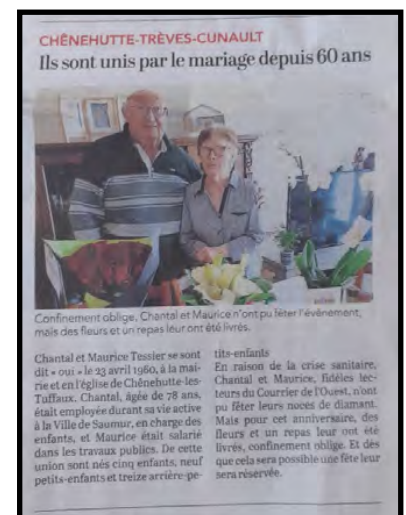 CHÊNEHUTTE-TRÈVES-CUNAULT
Ils sont unis par le mariage depuis 60 ans
Confinement oblige, Chantal et Maurice n'ont pu fêter l'événement,
mais des fleurs et un repas leur ont été livrés.
Chantal et Maurice Tessier se sont
dit « oui » le 23 avril 1960, à la mai-
rie et en l'église de Chênehutte-les-
Tuffaux. Chantal, âgée de 78 ans,
était employée durant sa vie active
à la Ville de Saumur, en charge des
enfants, et Maurice était salarié
dans les travaux publics. De cette
union sont nés cinq enfants, neuf
petits-enfants et treize arrière-pe-
tits-enfants
En raison de la crise sanitaire,
Chantal et Maurice, fidèles lec-
teurs du Courrier de l'Ouest, n'ont
pu fêter leurs noces de diamant.
Mais pour cet anniversaire, des
fleurs et un repas leur ont été
livrés, confinement oblige. Et dès
que cela sera possible une fête leur
sera réservée.